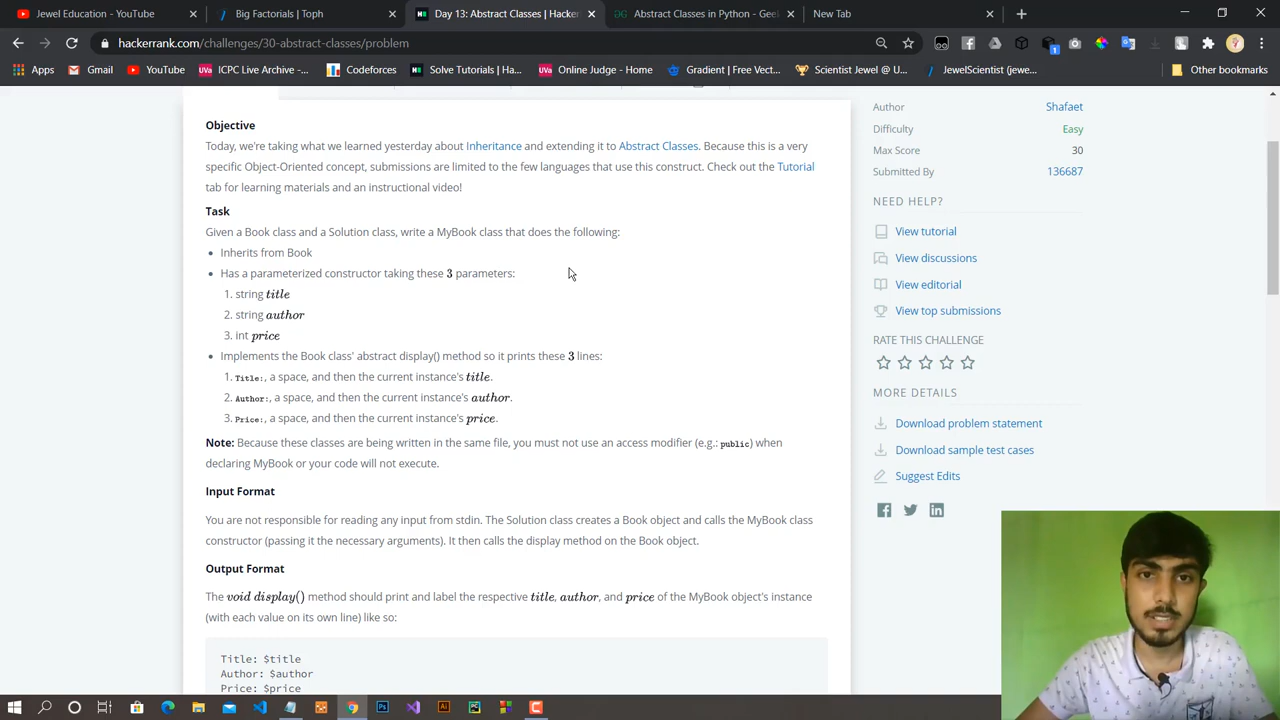 Jewel Education - YouTube
Big Factorials | Toph
Day 13: Abstract Classes | Hacker
Abstract Classes in Python - Geek
New Tab
hackerrank.com/challenges/30-abstract-classes/problem
Apps
Gmail
YouTube
ICPC Live Archive -...
Codeforces
Solve Tutorials | Ha...
Online Judge - Home
Gradient | Free Vect...
Scientist Jewel @ U...
JewelScientist (jewe...
Other bookmarks
Objective
Today, we're taking what we learned yesterday about Inheritance and extending it to Abstract Classes. Because this is a very
specific Object-Oriented concept, submissions are limited to the few languages that use this construct. Check out the Tutorial
tab for learning materials and an instructional video!
Task
Given a Book class and a Solution class, write a MyBook class that does the following:
• Inherits from Book
• Has a parameterized constructor taking these 3 parameters:
1. string title
2. string author
3. int price
• Implements the Book class' abstract display() method so it prints these 3 lines:
1. Title:, a space, and then the current instance's title.
2. Author:, a space, and then the current instance's author.
3. Price:, a space, and then the current instance's price.
Note: Because these classes are being written in the same file, you must not use an access modifier (e.g.: public) when
declaring MyBook or your code will not execute.
Input Format
You are not responsible for reading any input from stdin. The Solution class creates a Book object and calls the MyBook class
constructor (passing it the necessary arguments). It then calls the display method on the Book object.
Output Format
The void display() method should print and label the respective title, author, and price of the MyBook object's instance
(with each value on its own line) like so:
Title: $title
Author: $author
Price: $price
Author Shafaet
Difficulty Easy
Max Score 30
Submitted By 136687
NEED HELP?
View tutorial
View discussions
View editorial
View top submissions
RATE THIS CHALLENGE
MORE DETAILS
Download problem statement
Download sample test cases
Suggest Edits